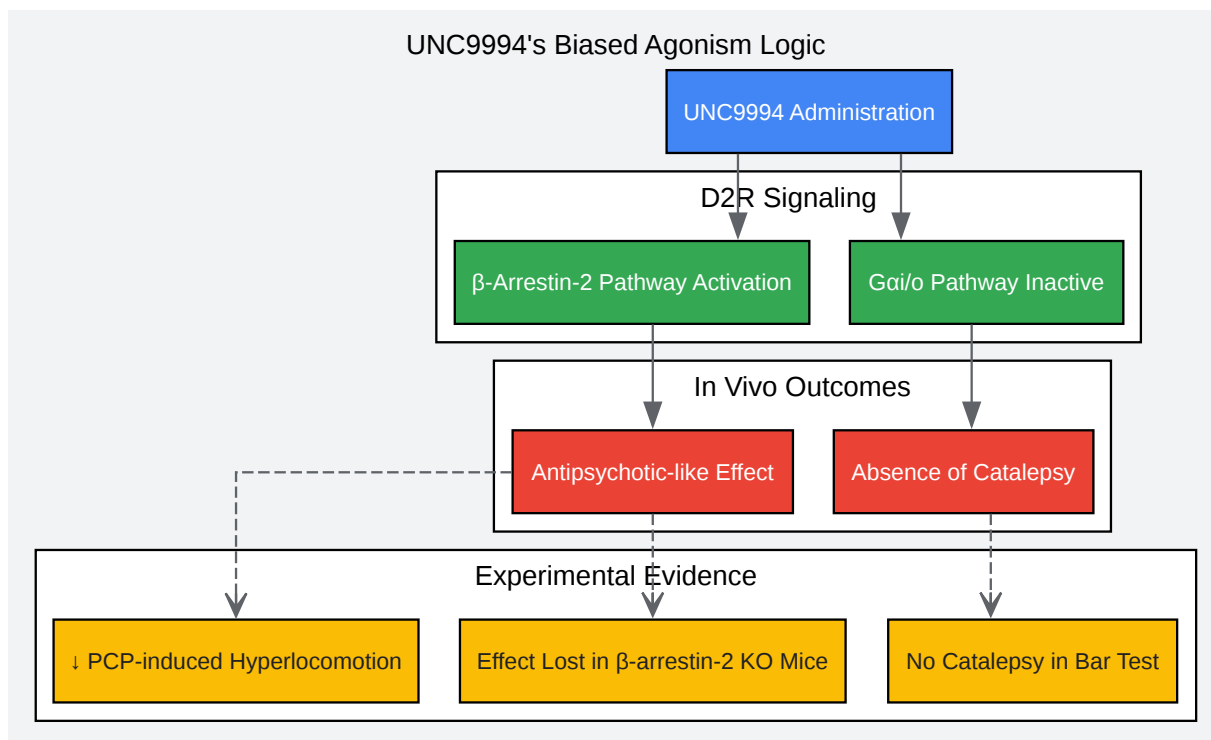 UNC9994's Biased Agonism Logic
UNC9994 Administration
D2R Signaling
β-Arrestin-2 Pathway Activation
Gαi/o Pathway Inactive
In Vivo Outcomes
Antipsychotic-like Effect
Absence of Catalepsy
Experimental Evidence
↓ PCP-induced Hyperlocomotion
Effect Lost in β-arrestin-2 KO Mice
No Catalepsy in Bar Test